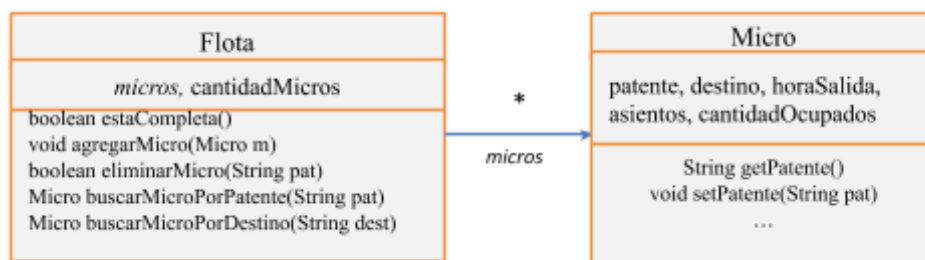 Flota
micros, cantidadMicros
boolean estaCompleta()
void agregarMicro(Micro m)
boolean eliminarMicro(String pat)
Micro buscarMicroPorPatente(String pat)
Micro buscarMicroPorDestino(String dest)
*
micros
Micro
patente, destino, horaSalida,
asientos, cantidadOcupados
String getPatente()
void setPatente(String pat)
...